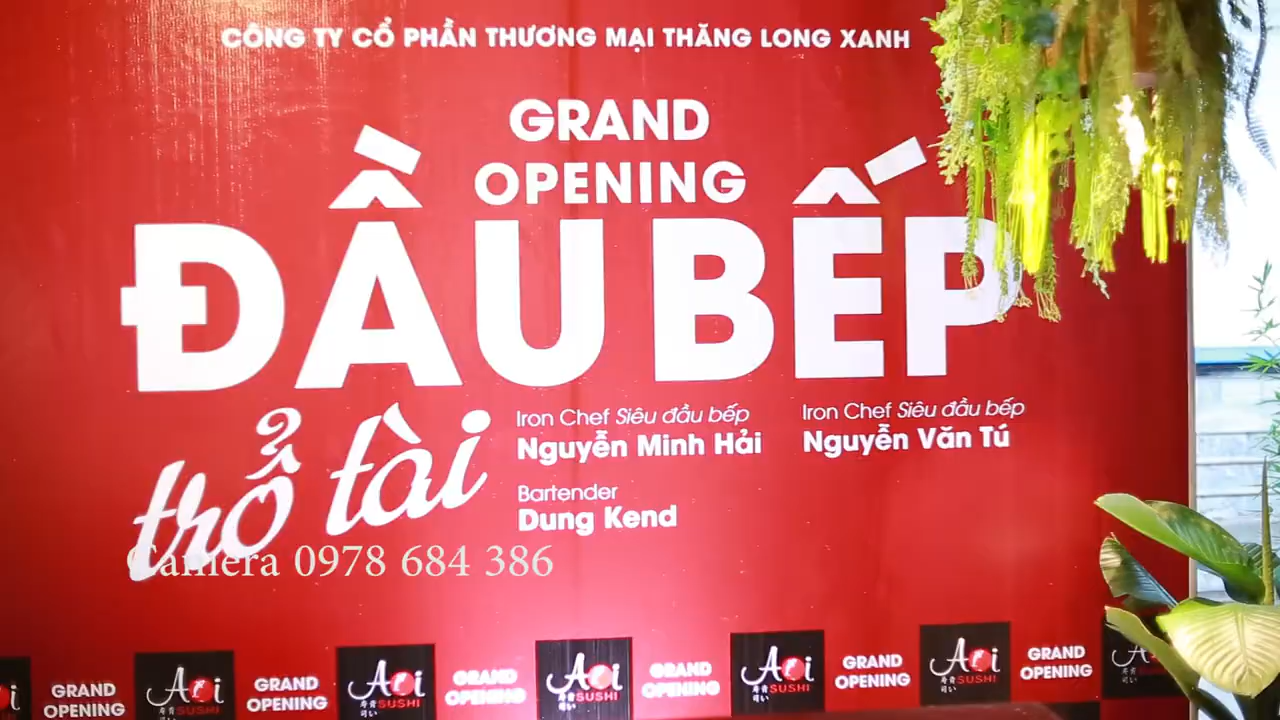 CÔNG TY CỔ PHẦN THƯƠNG MẠI THĂNG LONG XANH
GRAND
OPENING
ĐẦU BẾP
trổ tài
Iron Chef Siêu đầu bếp
Nguyễn Minh Hải
Iron Chef Siêu đầu bếp
Nguyễn Văn Tú
Bartender
Dung Kend
Camera 0978 684 386
GRAND
OPENING
Aoi
SUSHI
GRAND
OPENING
Aoi
SUSHI
GRAND
OPENING
Aoi
SUSHI
GRAND
OPENING
Aoi
SUSHI
GRAND
OPENING
Aoi
SUSHI
GRAND
OPENING
Aoi
SUSHI